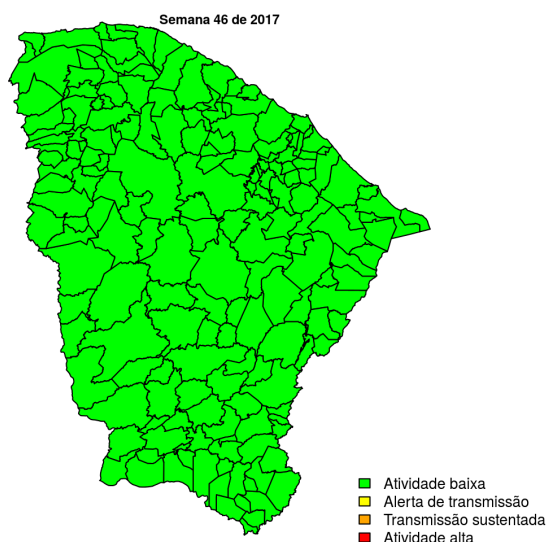 Semana 46 de 2017
Atividade baixa
Alerta de transmissão
Transmissão sustentada
Atividade alta